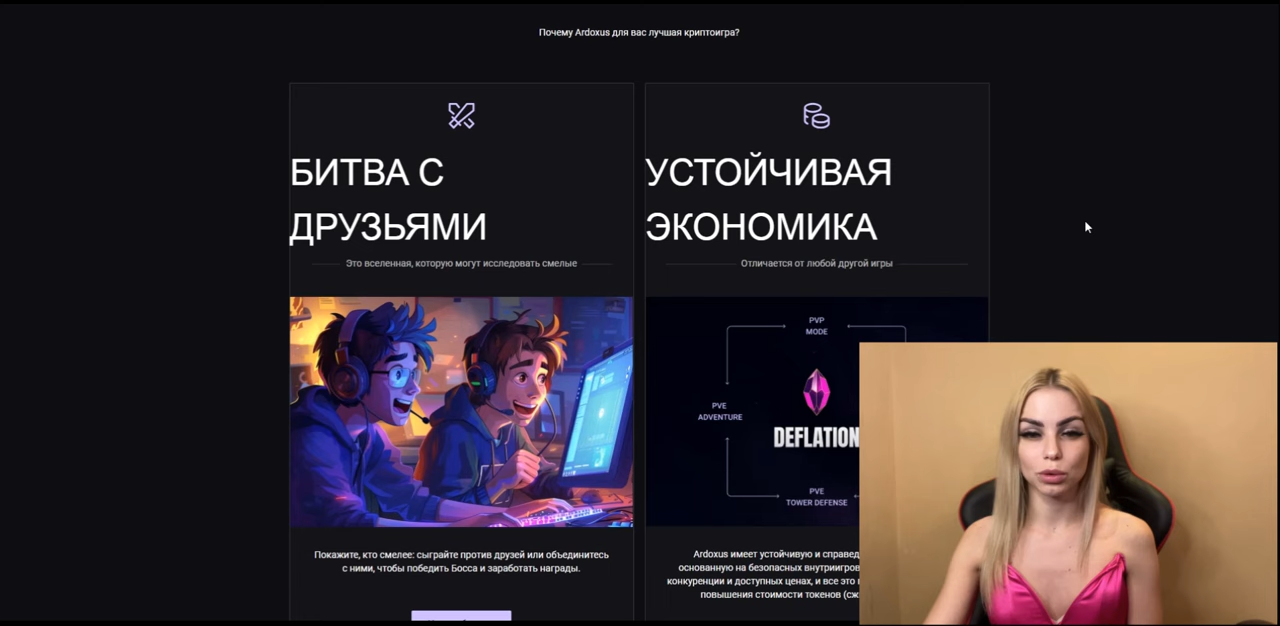 Почему Ardoxus для вас лучшая криптоигра?
БИТВА С
ДРУЗЬЯМИ
Это вселенная, которую могут исследовать смелые
Покажите, кто смелее: сыграйте против друзей или объединитесь
с ними, чтобы победить Босса и заработать награды.
УСТОЙЧИВАЯ
ЭКОНОМИКА
Отличается от любой другой игры
PVP
MODE
PVE
ADVENTURE
DEFLATION
PVE
TOWER DEFENSE
Ardoxus имеет устойчивую и справед
основанную на безопасных внутриигров
конкуренции и доступных ценах, и все это
повышения стоимости токенов (сж